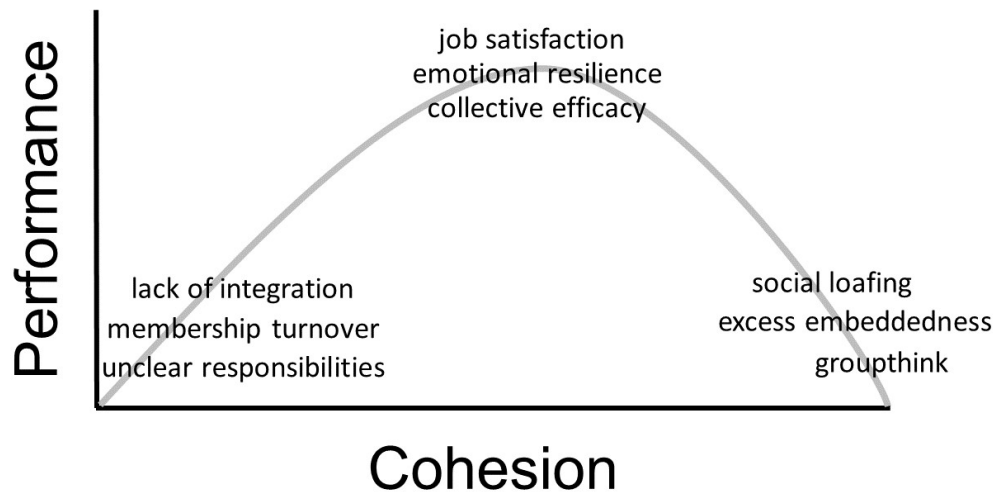 Performance
job satisfaction
emotional resilience
collective efficacy
lack of integration
membership turnover
unclear responsibilities
social loafing
excess embeddedness
groupthink
Cohesion